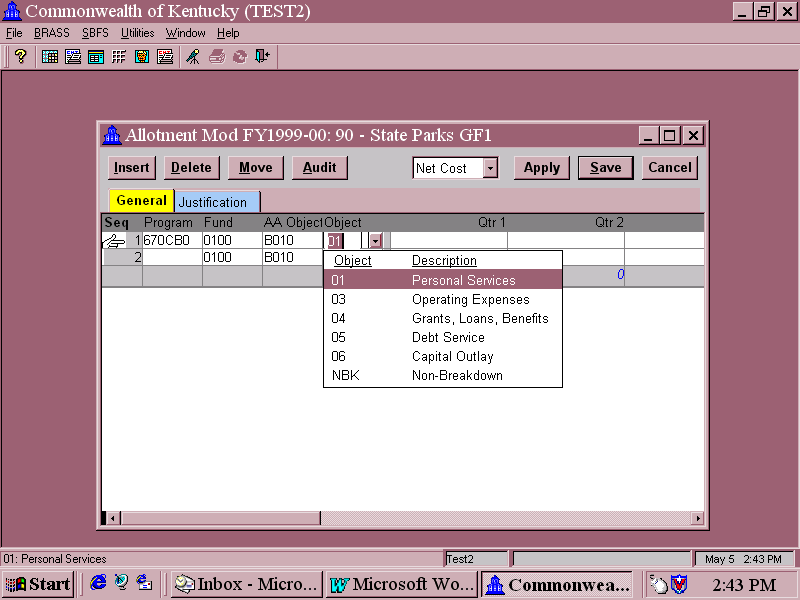 Commonwealth of Kentucky (TEST2)
File BRASS SBFS Utilities Window Help
Allotment Mod FY1999-00: 90 - State Parks GF1
Insert Delete Move Audit Net Cost Apply Save Cancel
General Justification
Seq Program Fund AA Object Object Qtr 1 Qtr 2
1 670CB0 0100 B010 01
2 0100 B010
0
Object Description
01 Personal Services
03 Operating Expenses
04 Grants, Loans, Benefits
05 Debt Service
06 Capital Outlay
NBK Non-Breakdown
01: Personal Services Test2 May 5 2:43 PM
Start Inbox - Micro... Microsoft Wo... Commonwea... 2:43 PM